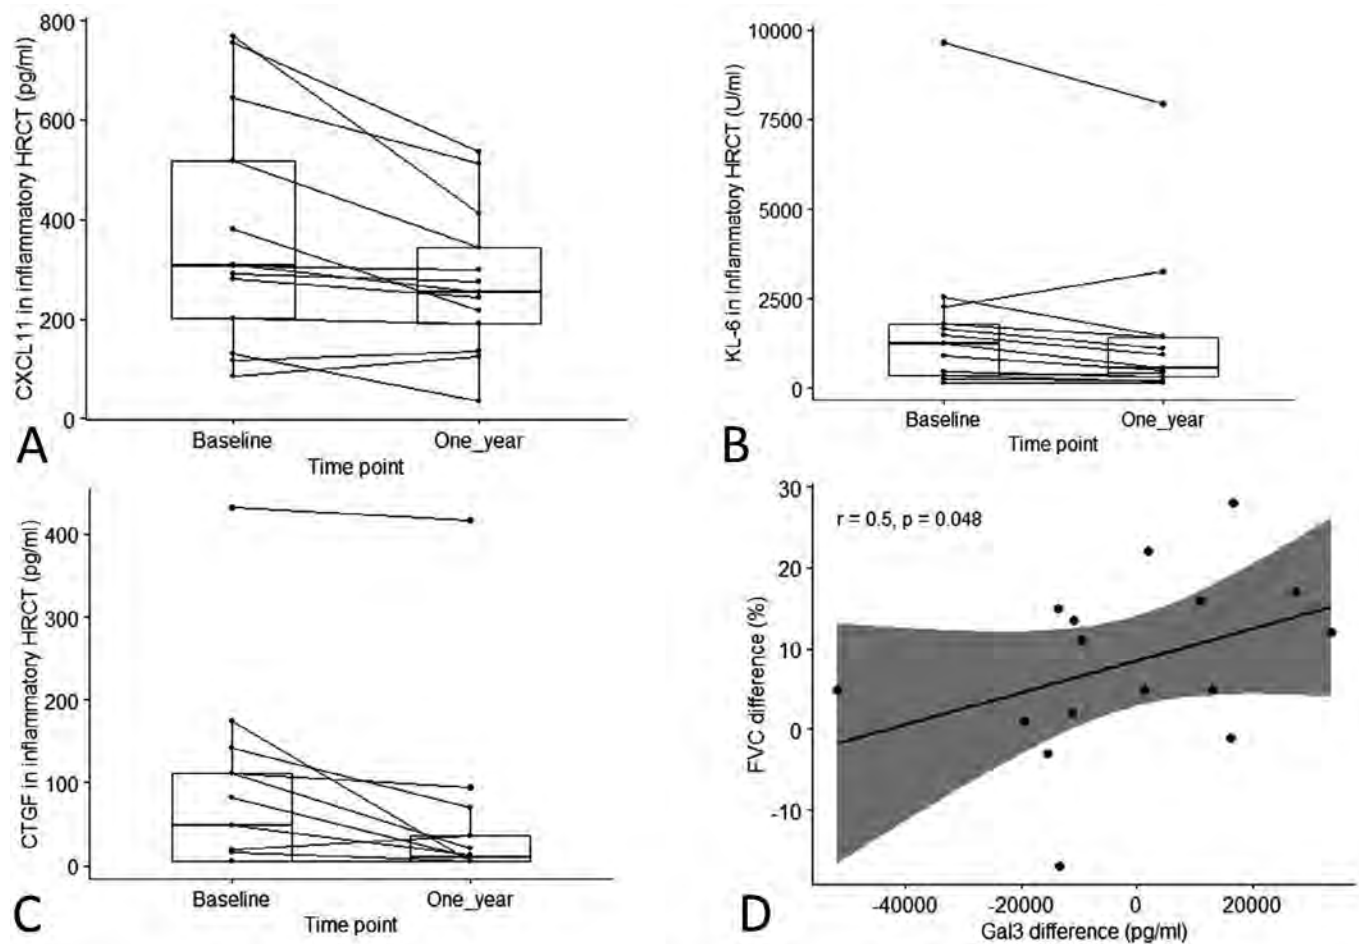 CXCL11 in inflammatory HRCT (pg/ml)
800
600
400
200
0
Baseline
One_year
Time point
A
KL-6 in Inflammatory HRCT (U/ml)
10000
7500
5000
2500
0
Baseline
One_year
Time point
B
CTGF in inflammatory HRCT (pg/ml)
400
300
200
100
0
Baseline
One_year
Time point
C
FVC difference (%)
30
20
10
0
-10
r = 0.5, p = 0.048
-40000
-20000
0
20000
Gal3 difference (pg/ml)
D